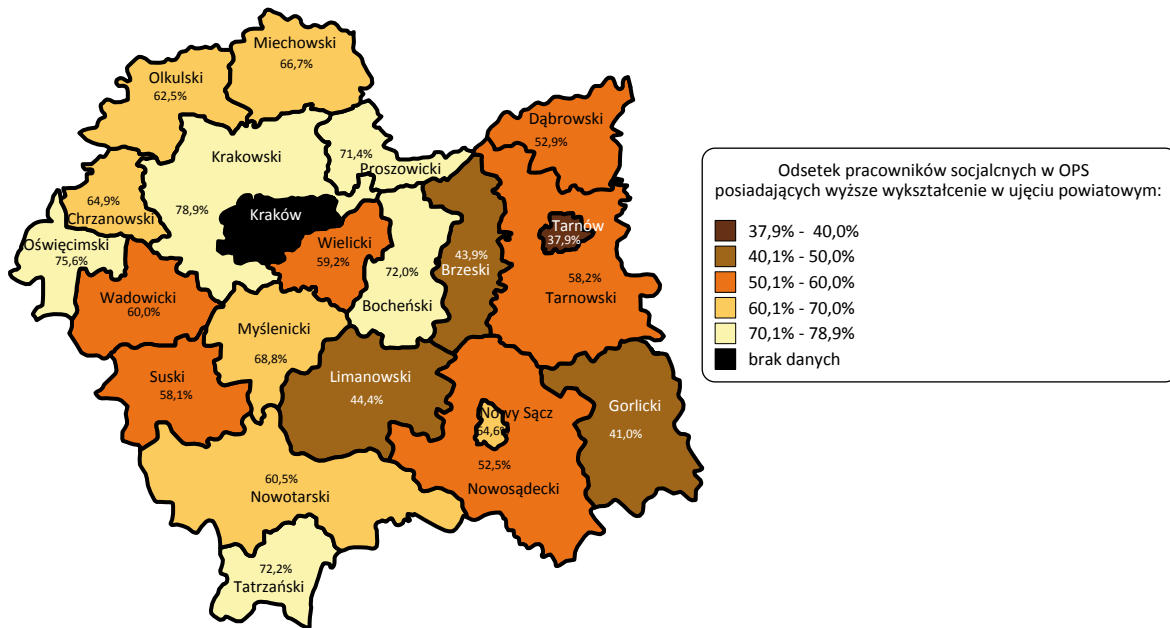 Miechowski
66,7%
Olkulski
62,5%
Dąbrowski
52,9%
Krakowski
78,9%
71,4%
Proszowicki
64,9%
Chrzanowski
Kraków
Tarnów
37,9%
Oświęcimski
75,6%
Wielicki
59,2%
43,9%
Brzeski
72,0%
Bocheński
58,2%
Tarnowski
Wadowicki
60,0%
Myślenicki
68,8%
Suski
58,1%
Limanowski
44,4%
Nowy Sącz
64,6%
Gorlicki
41,0%
52,5%
Nowosądecki
60,5%
Nowotarski
72,2%
Tatrzański
Odsetek pracowników socjalcnych w OPS
posiadających wyższe wykształcenie w ujęciu powiatowym:
37,9% - 40,0%
40,1% - 50,0%
50,1% - 60,0%
60,1% - 70,0%
70,1% - 78,9%
brak danych